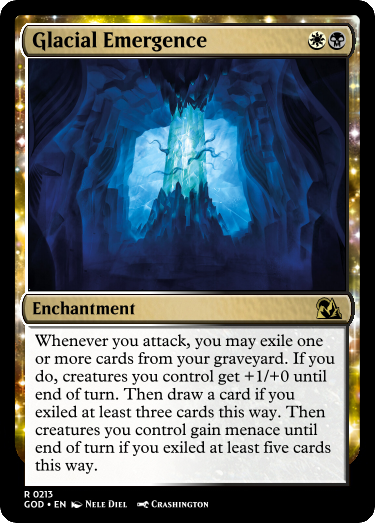 Glacial Emergence
Enchantment
Whenever you attack, you may exile one
or more cards from your graveyard. If you
do, creatures you control get +1/+0 until
end of turn. Then draw a card if you
exiled at least three cards this way. Then
creatures you control gain menace until
end of turn if you exiled at least five cards
this way.
R 0213
GOD • EN NELE DIEL CRASHINGTON